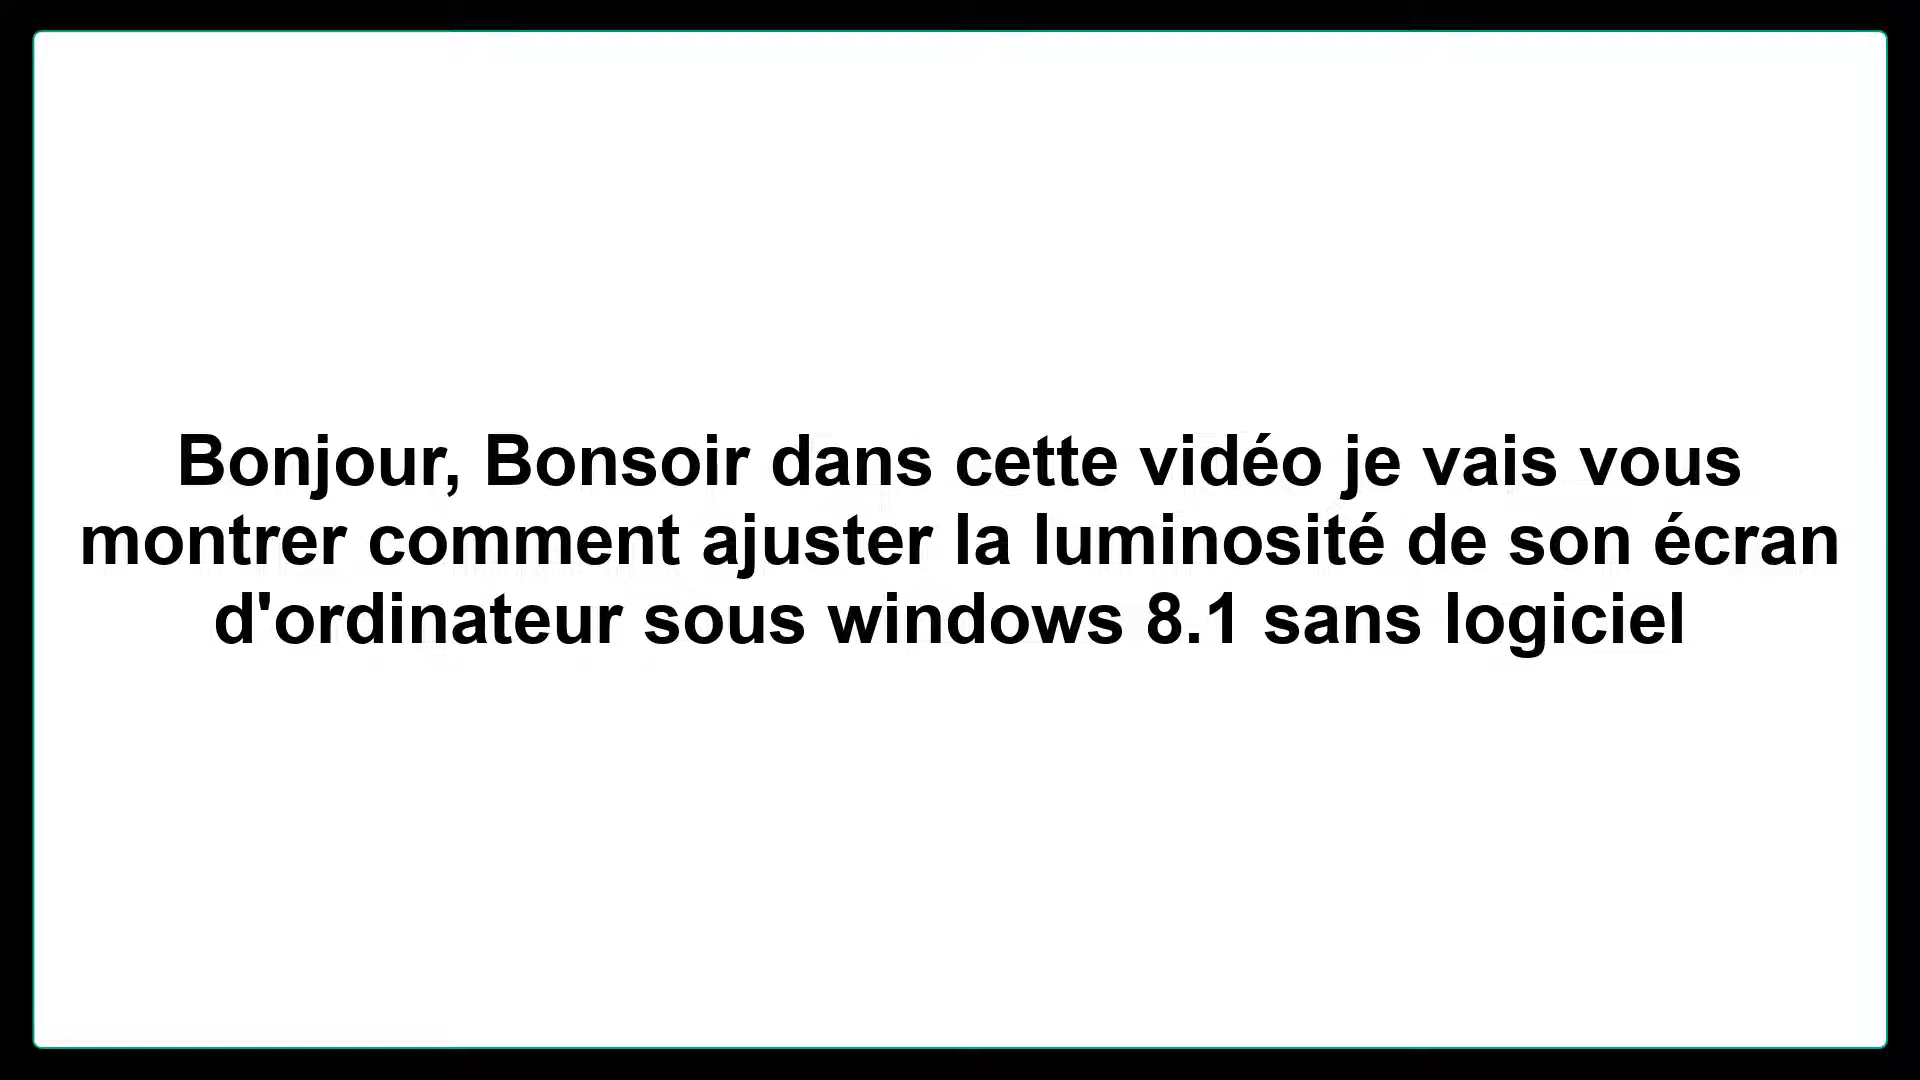 Bonjour, Bonsoir dans cette vidéo je vais vous
montrer comment ajuster la luminosité de son écran
d'ordinateur sous windows 8.1 sans logiciel